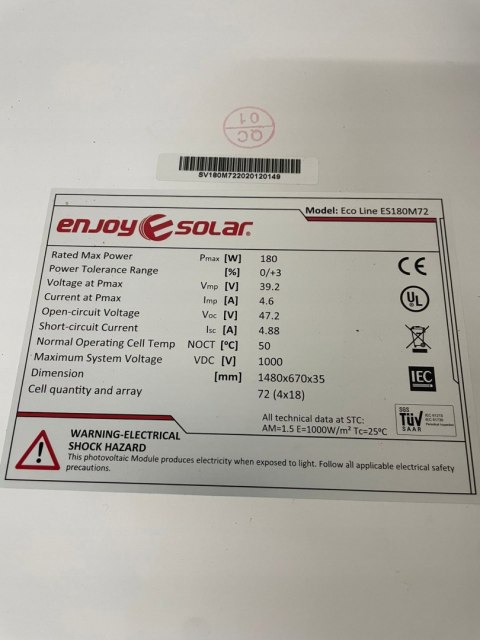 QC
01
SV180M722020120149
Model: Eco Line ES180M72
enjoy SOLAR®
Rated Max Power Pmax [W] 180
Power Tolerance Range [%] 0/+3
Voltage at Pmax Vmp [V] 39.2
Current at Pmax Imp [A] 4.6
Open-circuit Voltage Voc [V] 47.2
Short-circuit Current Isc [A] 4.88
Normal Operating Cell Temp NOCT [°C] 50
Maximum System Voltage VDC [V] 1000
Dimension [mm] 1480x670x35
Cell quantity and array 72 (4x18)
CE
UL
IEC
SGS
TÜV
SAAR
All technical data at STC:
AM=1.5 E=1000W/m² Tc=25°C
WARNING-ELECTRICAL
SHOCK HAZARD
This photovoltaic Module produces electricity when exposed to light. Follow all applicable electrical safety
precautions.